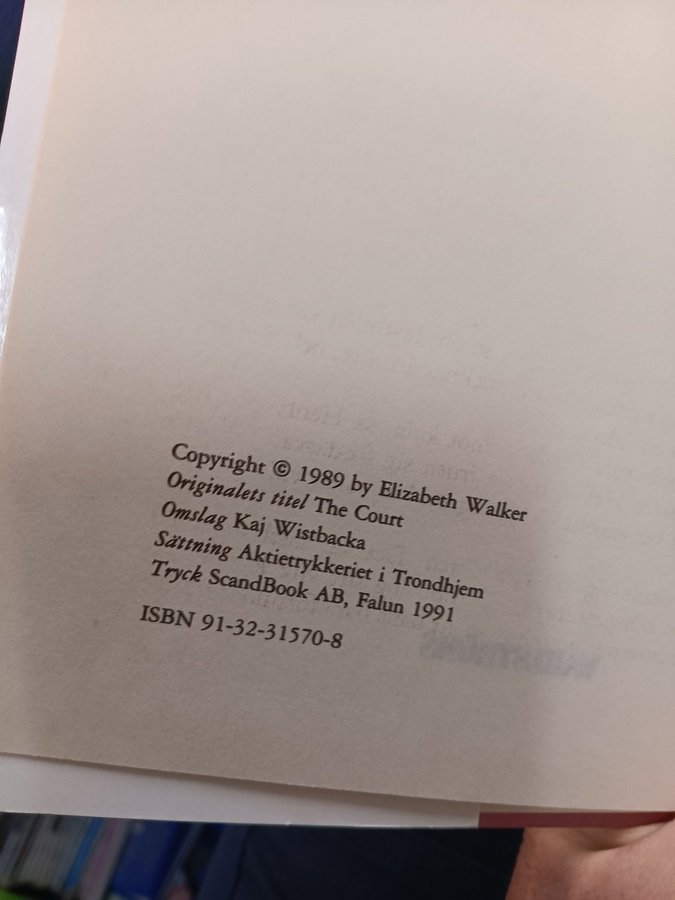 Copyright © 1989 by Elizabeth Walker
Originalets titel The Court
Omslag Kaj Wistbacka
Sättning Aktietrykkeriet i Trondhjem
Tryck ScandBook AB, Falun 1991
ISBN 91-32-31570-8